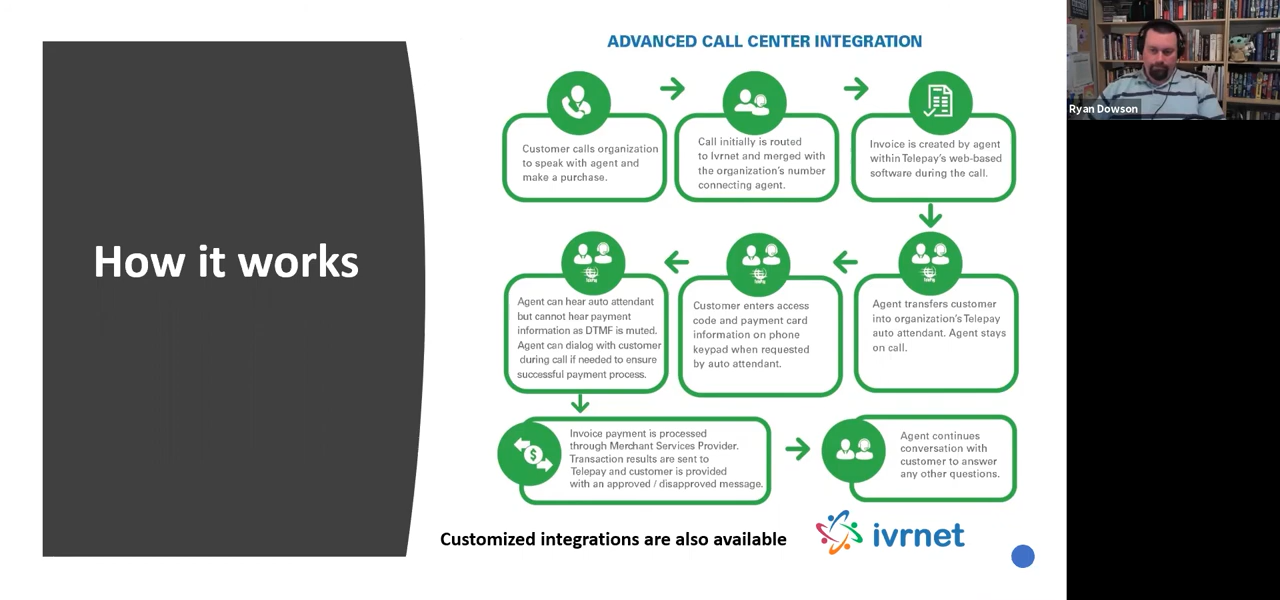 ADVANCED CALL CENTER INTEGRATION
How it works
Customer calls organization
to speak with agent and
make a purchase.
Call initially is routed
to Ivrnet and merged with
the organization's number
connecting agent.
Invoice is created by agent
within Telepay's web-based
software during the call.
Agent transfers customer
into organization's Telepay
auto attendant. Agent stays
on call.
Customer enters access
code and payment card
information on phone
keypad when requested
by auto attendant.
Agent can hear auto attendant
but cannot hear payment
information as DTMF is muted.
Agent can dialog with customer
during call if needed to ensure
successful payment process.
Invoice payment is processed
through Merchant Services Provider.
Transaction results are sent to
Telepay and customer is provided
with an approved / disapproved message.
Agent continues
conversation with
customer to answer
any other questions.
Customized integrations are also available
ivrnet
Ryan Dowson